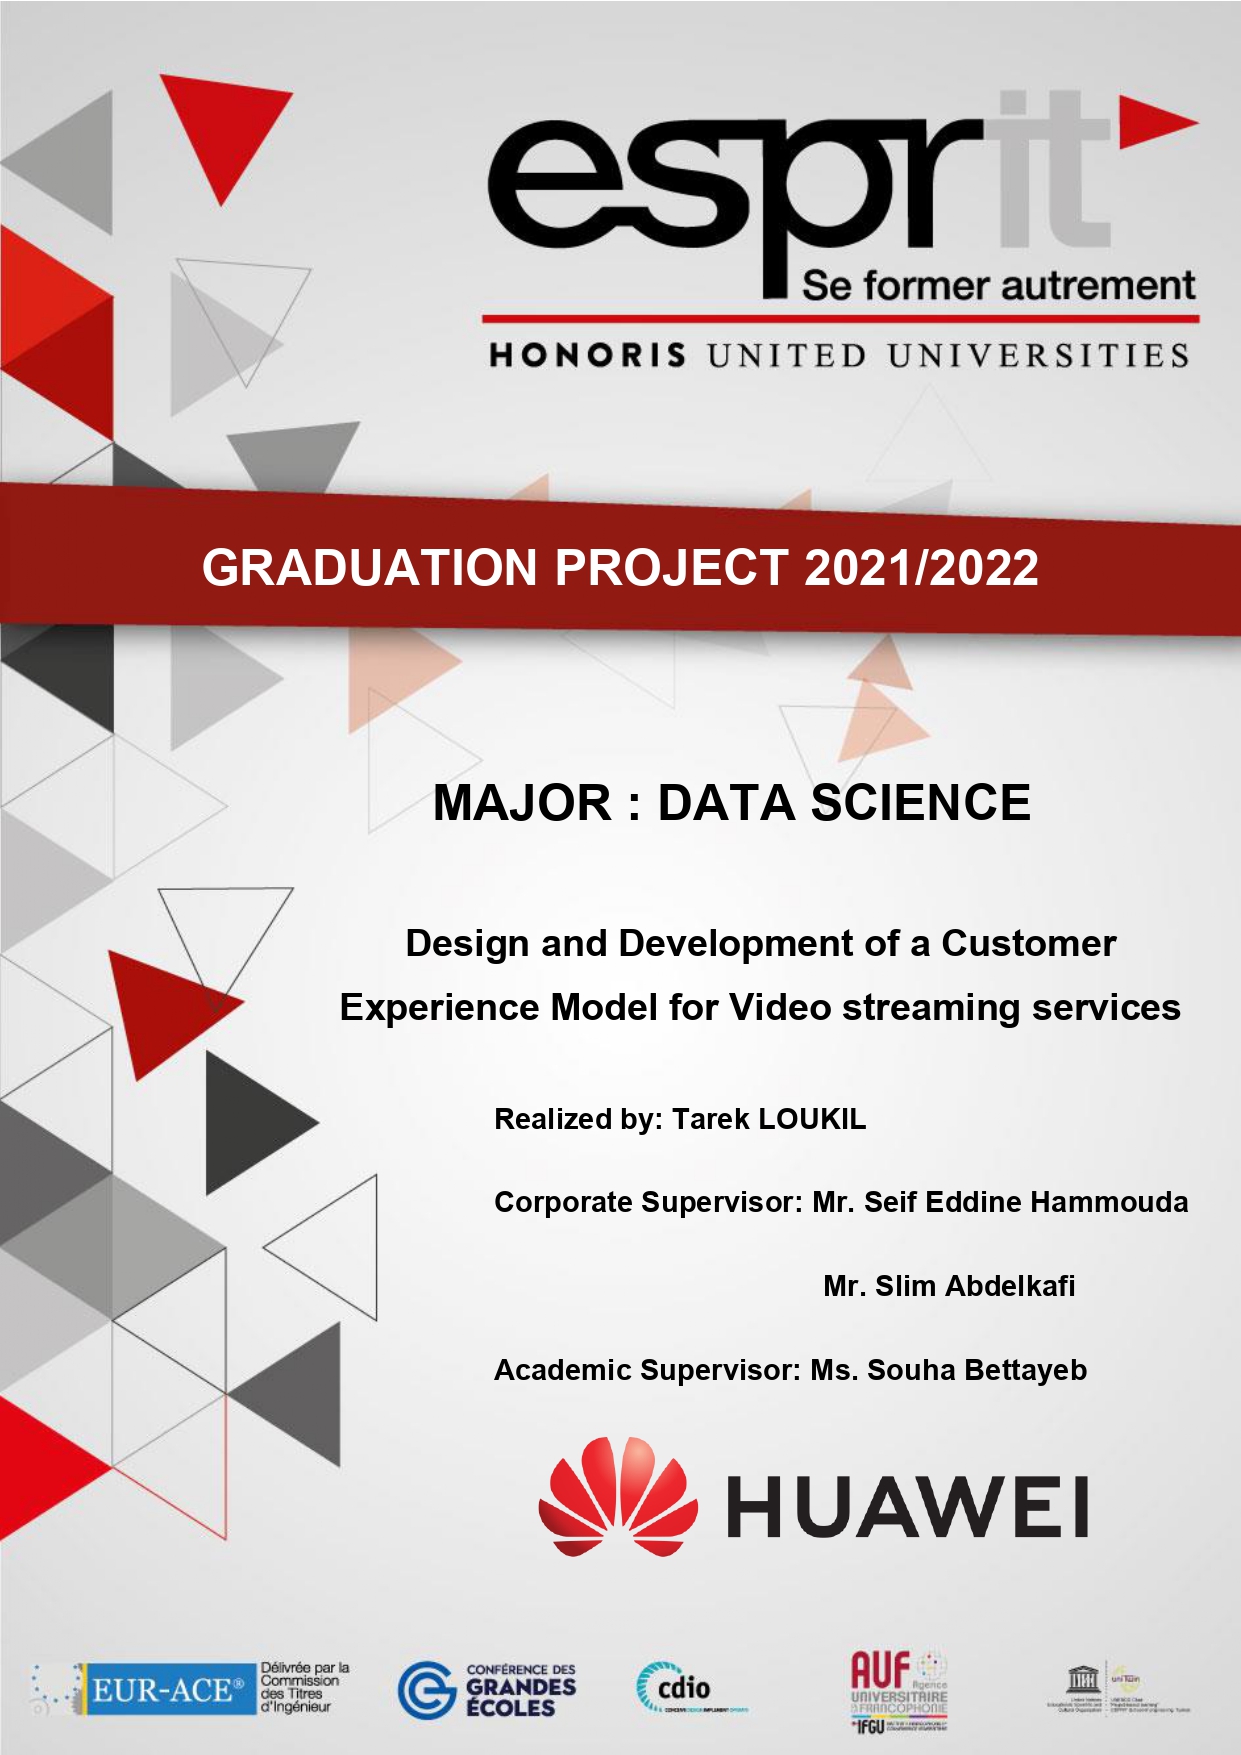 esprit
Se former autrement
HONORIS UNITED UNIVERSITIES
GRADUATION PROJECT 2021/2022
MAJOR : DATA SCIENCE
Design and Development of a Customer
Experience Model for Video streaming services
Realized by: Tarek LOUKIL
Corporate Supervisor: Mr. Seif Eddine Hammouda
Mr. Slim Abdelkafi
Academic Supervisor: Ms. Souha Bettayeb
HUAWEI
EUR-ACE®
Délivrée par la
Commission
des Titres
d'Ingénieur
CONFÉRENCE DES
GRANDES
ÉCOLES
cdio
AUF
Agence
UNIVERSITAIRE
FRANCOPHONIE
IFGU
uni Twin